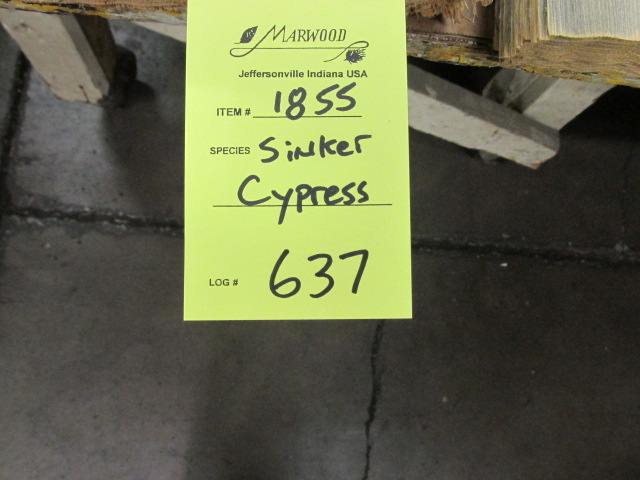 MARWOOD
Jeffersonville Indiana USA
ITEM # 1855
SPECIES Sinker
Cypress
LOG # 637